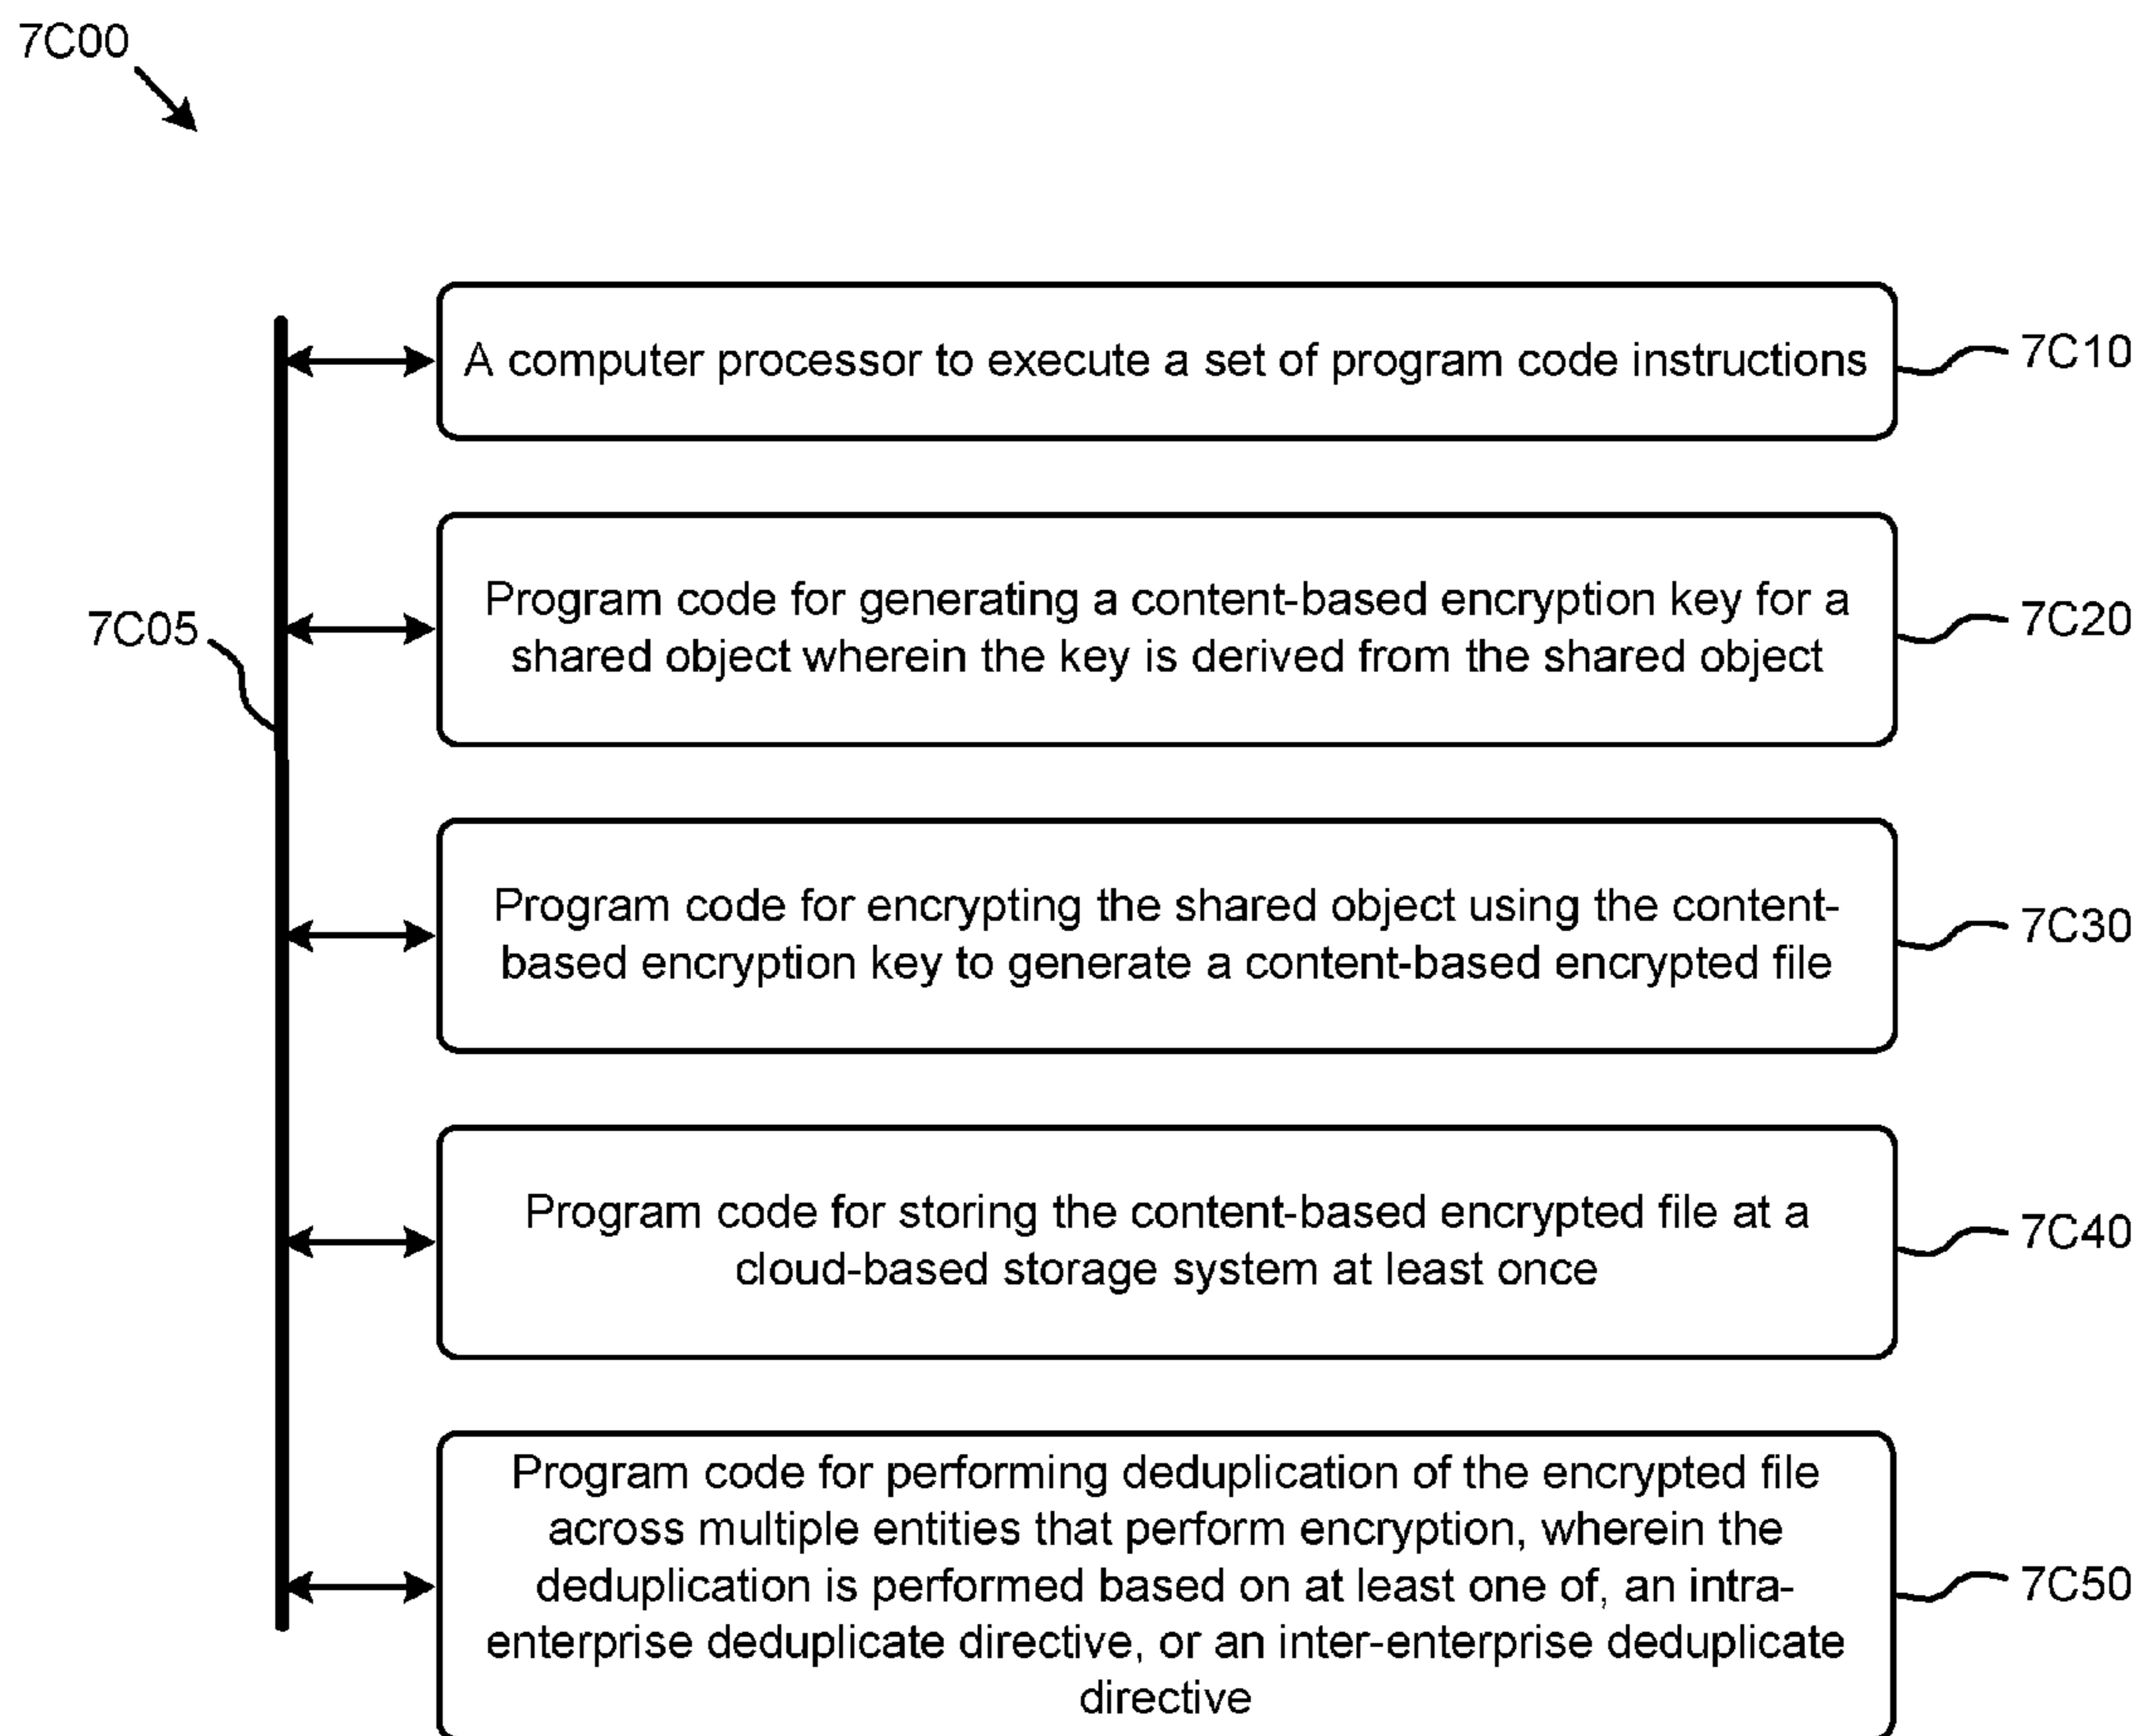 7C00
A computer processor to execute a set of program code instructions
7C10
Program code for generating a content-based encryption key for a
shared object wherein the key is derived from the shared object
7C20
7C05
Program code for encrypting the shared object using the content-
based encryption key to generate a content-based encrypted file
7C30
Program code for storing the content-based encrypted file at a
cloud-based storage system at least once
7C40
Program code for performing deduplication of the encrypted file
across multiple entities that perform encryption, wherein the
deduplication is performed based on at least one of, an intra-
enterprise deduplicate directive, or an inter-enterprise deduplicate
directive
7C50